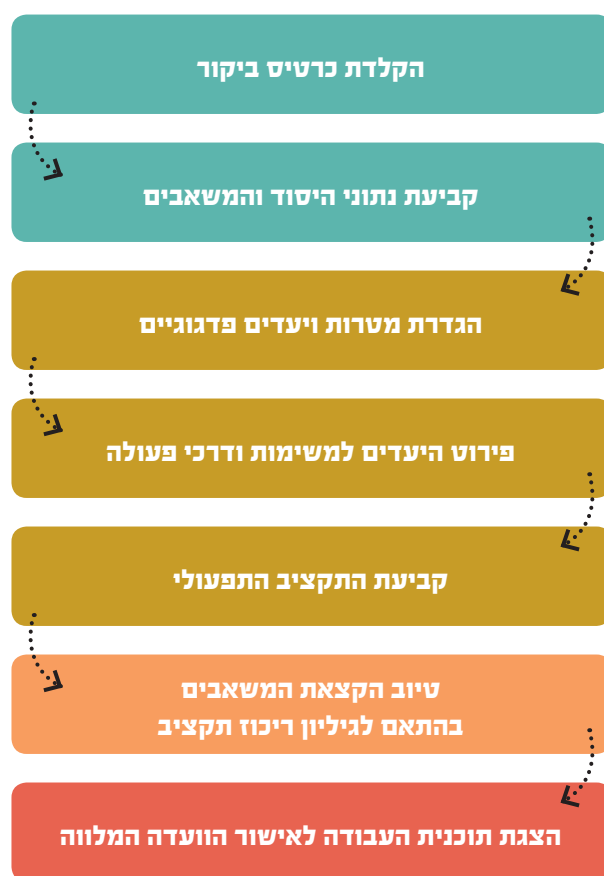 הקלדת כרטיס ביקור
קביעת נתוני היסוד והמשאבים
הגדרת מטרות ויעדים פדגוגיים
פירוט היעדים למשימות ודרכי פעולה
קביעת התקציב התפעולי
טיוב הקצאת המשאבים
בהתאם לגיליון ריכוז תקציב
הצגת תוכנית העבודה לאישור הוועדה המלווה